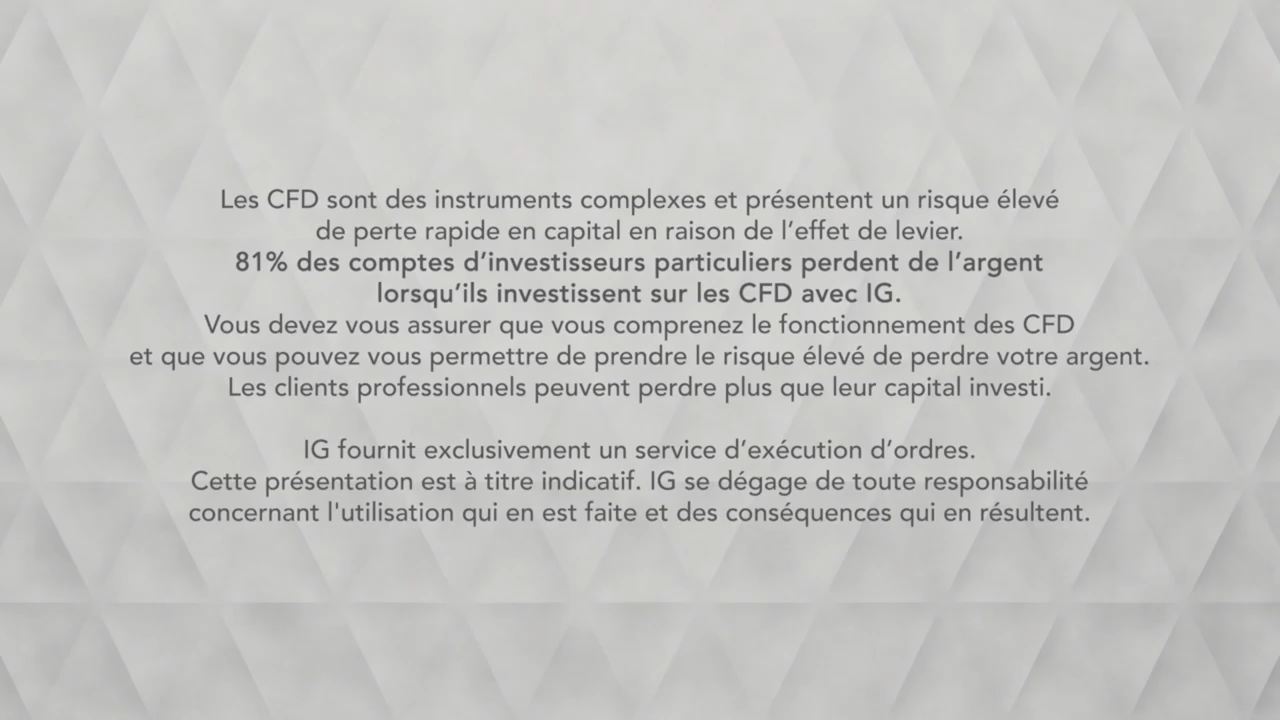 Les CFD sont des instruments complexes et présentent un risque élevé
de perte rapide en capital en raison de l’effet de levier.
81% des comptes d’investisseurs particuliers perdent de l’argent
lorsqu’ils investissent sur les CFD avec IG.
Vous devez vous assurer que vous comprenez le fonctionnement des CFD
et que vous pouvez vous permettre de prendre le risque élevé de perdre votre argent.
Les clients professionnels peuvent perdre plus que leur capital investi.
IG fournit exclusivement un service d’exécution d’ordres.
Cette présentation est à titre indicatif. IG se dégage de toute responsabilité
concernant l'utilisation qui en est faite et des conséquences qui en résultent.